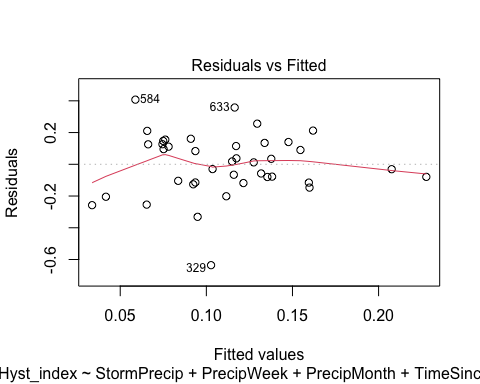 Residuals vs Fitted
584
633
329
0.2
-0.2
-0.6
Residuals
0.05 0.10 0.15 0.20
Fitted values
Hyst_index ~ StormPrecip + PrecipWeek + PrecipMonth + TimeSinc